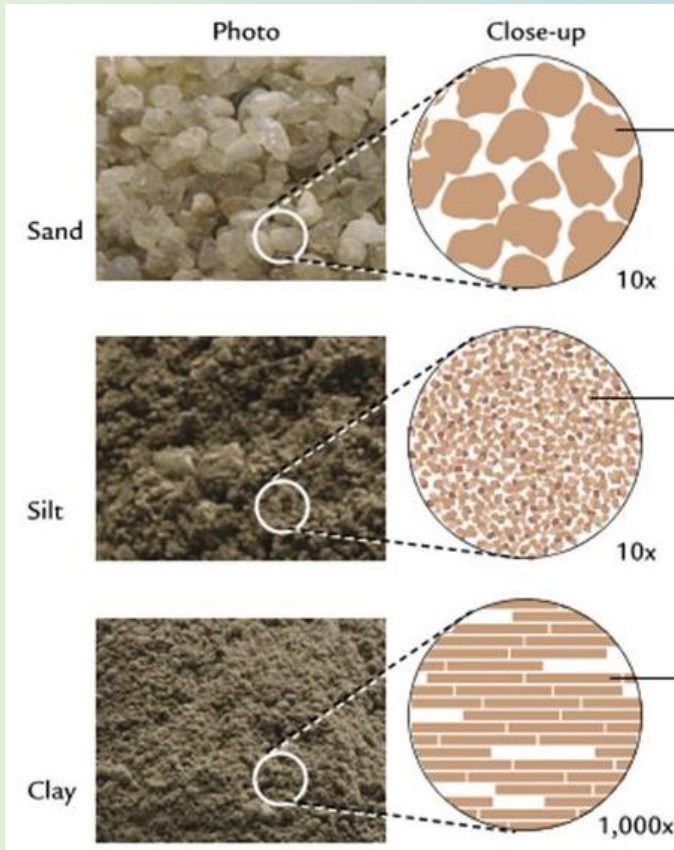 Photo
Close-up
Sand
10x
Silt
10x
Clay
1,000x